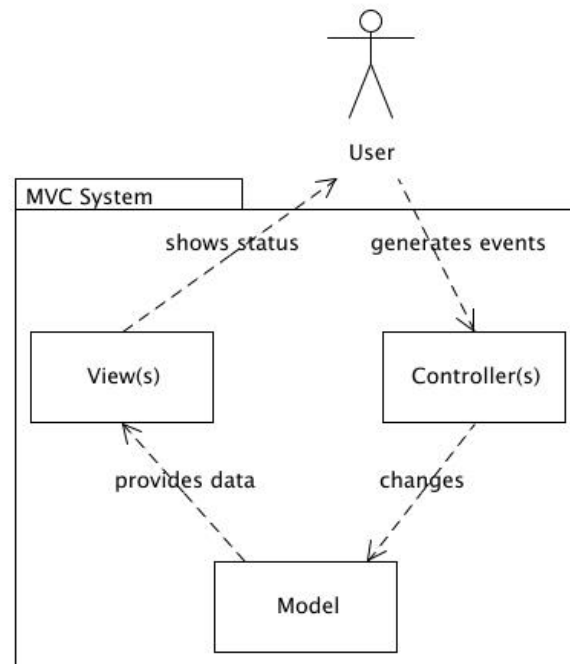 User
MVC System
shows status
generates events
View(s)
Controller(s)
provides data
changes
Model